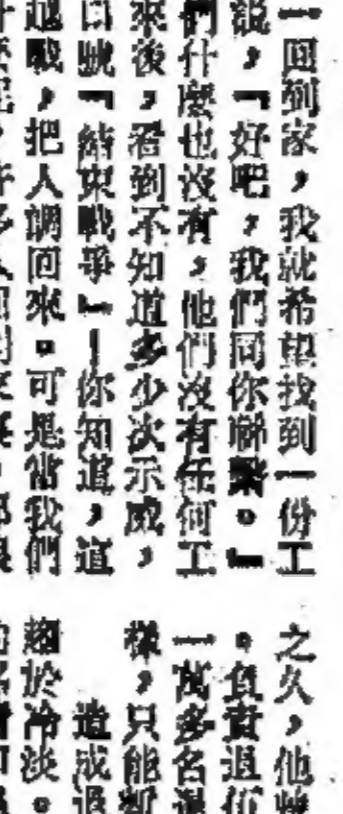 一回到家，我就希望找到一份工
說，「好吧，我們同你聯繫。」
們什麼也沒有，他們沒有任何工
來後，看到不知道多少次示威，
口號「結束戰爭」—你知道，這
越戰，把人調回來。可是當我們
之久，他
。負責退伍
一萬多名退
樣，只能
造成退
趨於冷淡。